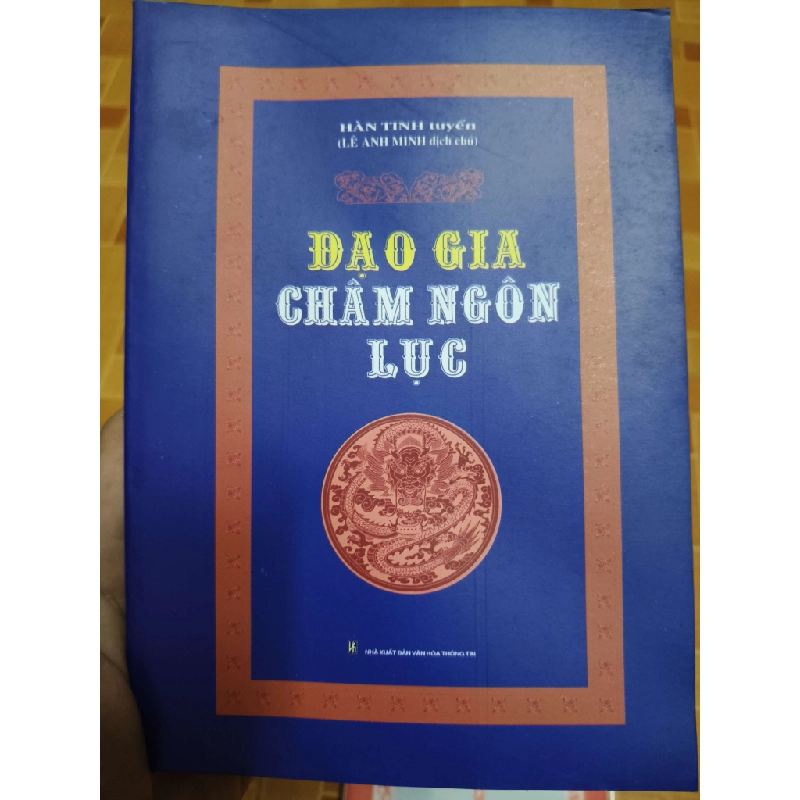 HÀN TINH tuyển
(LÊ ANH MINH dịch chú)
ĐẠO GIA
CHÂM NGÔN
LỤC
NHÀ XUẤT BẢN VĂN HÓA THÔNG TIN